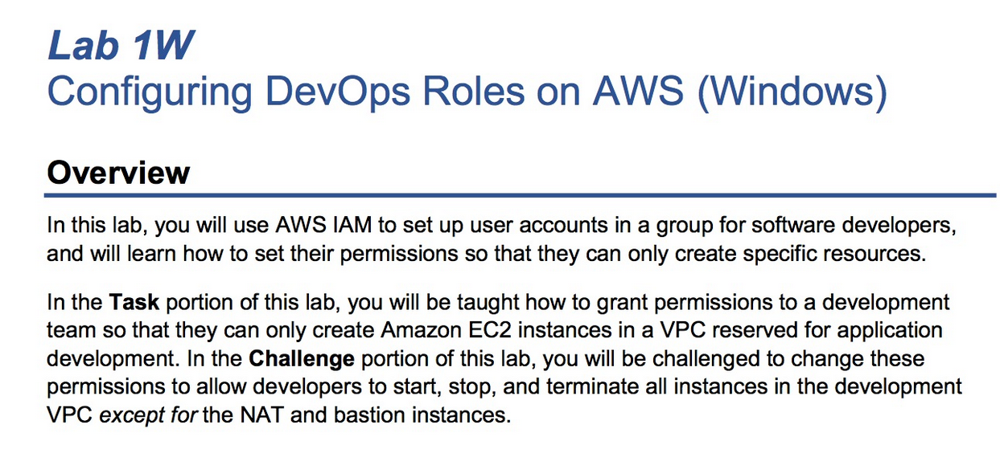 Lab 1W
Configuring DevOps Roles on AWS (Windows)
Overview
In this lab, you will use AWS IAM to set up user accounts in a group for software developers,
and will learn how to set their permissions so that they can only create specific resources.
In the Task portion of this lab, you will be taught how to grant permissions to a development
team so that they can only create Amazon EC2 instances in a VPC reserved for application
development. In the Challenge portion of this lab, you will be challenged to change these
permissions to allow developers to start, stop, and terminate all instances in the development
VPC except for the NAT and bastion instances.